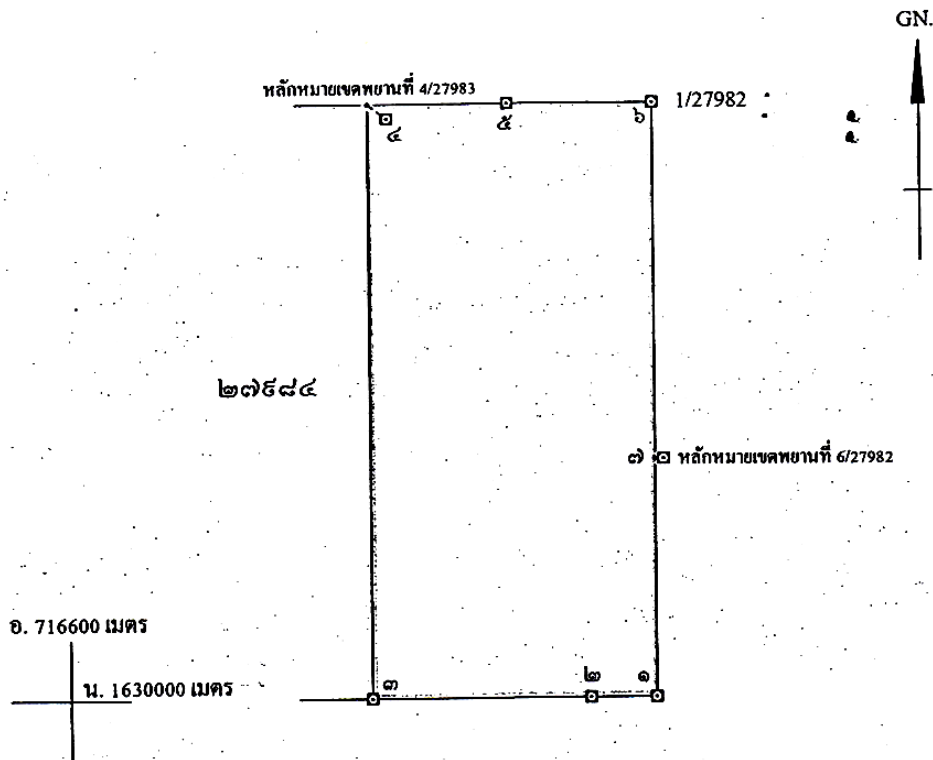 GN.
หลักหมายเขตพยานที่ 4/27983
๔
๕
๖
1/27982
๒๗๙๘๔
๗
หลักหมายเขตพยานที่ 6/27982
อ. 716600 เมตร
น. 1630000 เมตร
๓
๒
๑